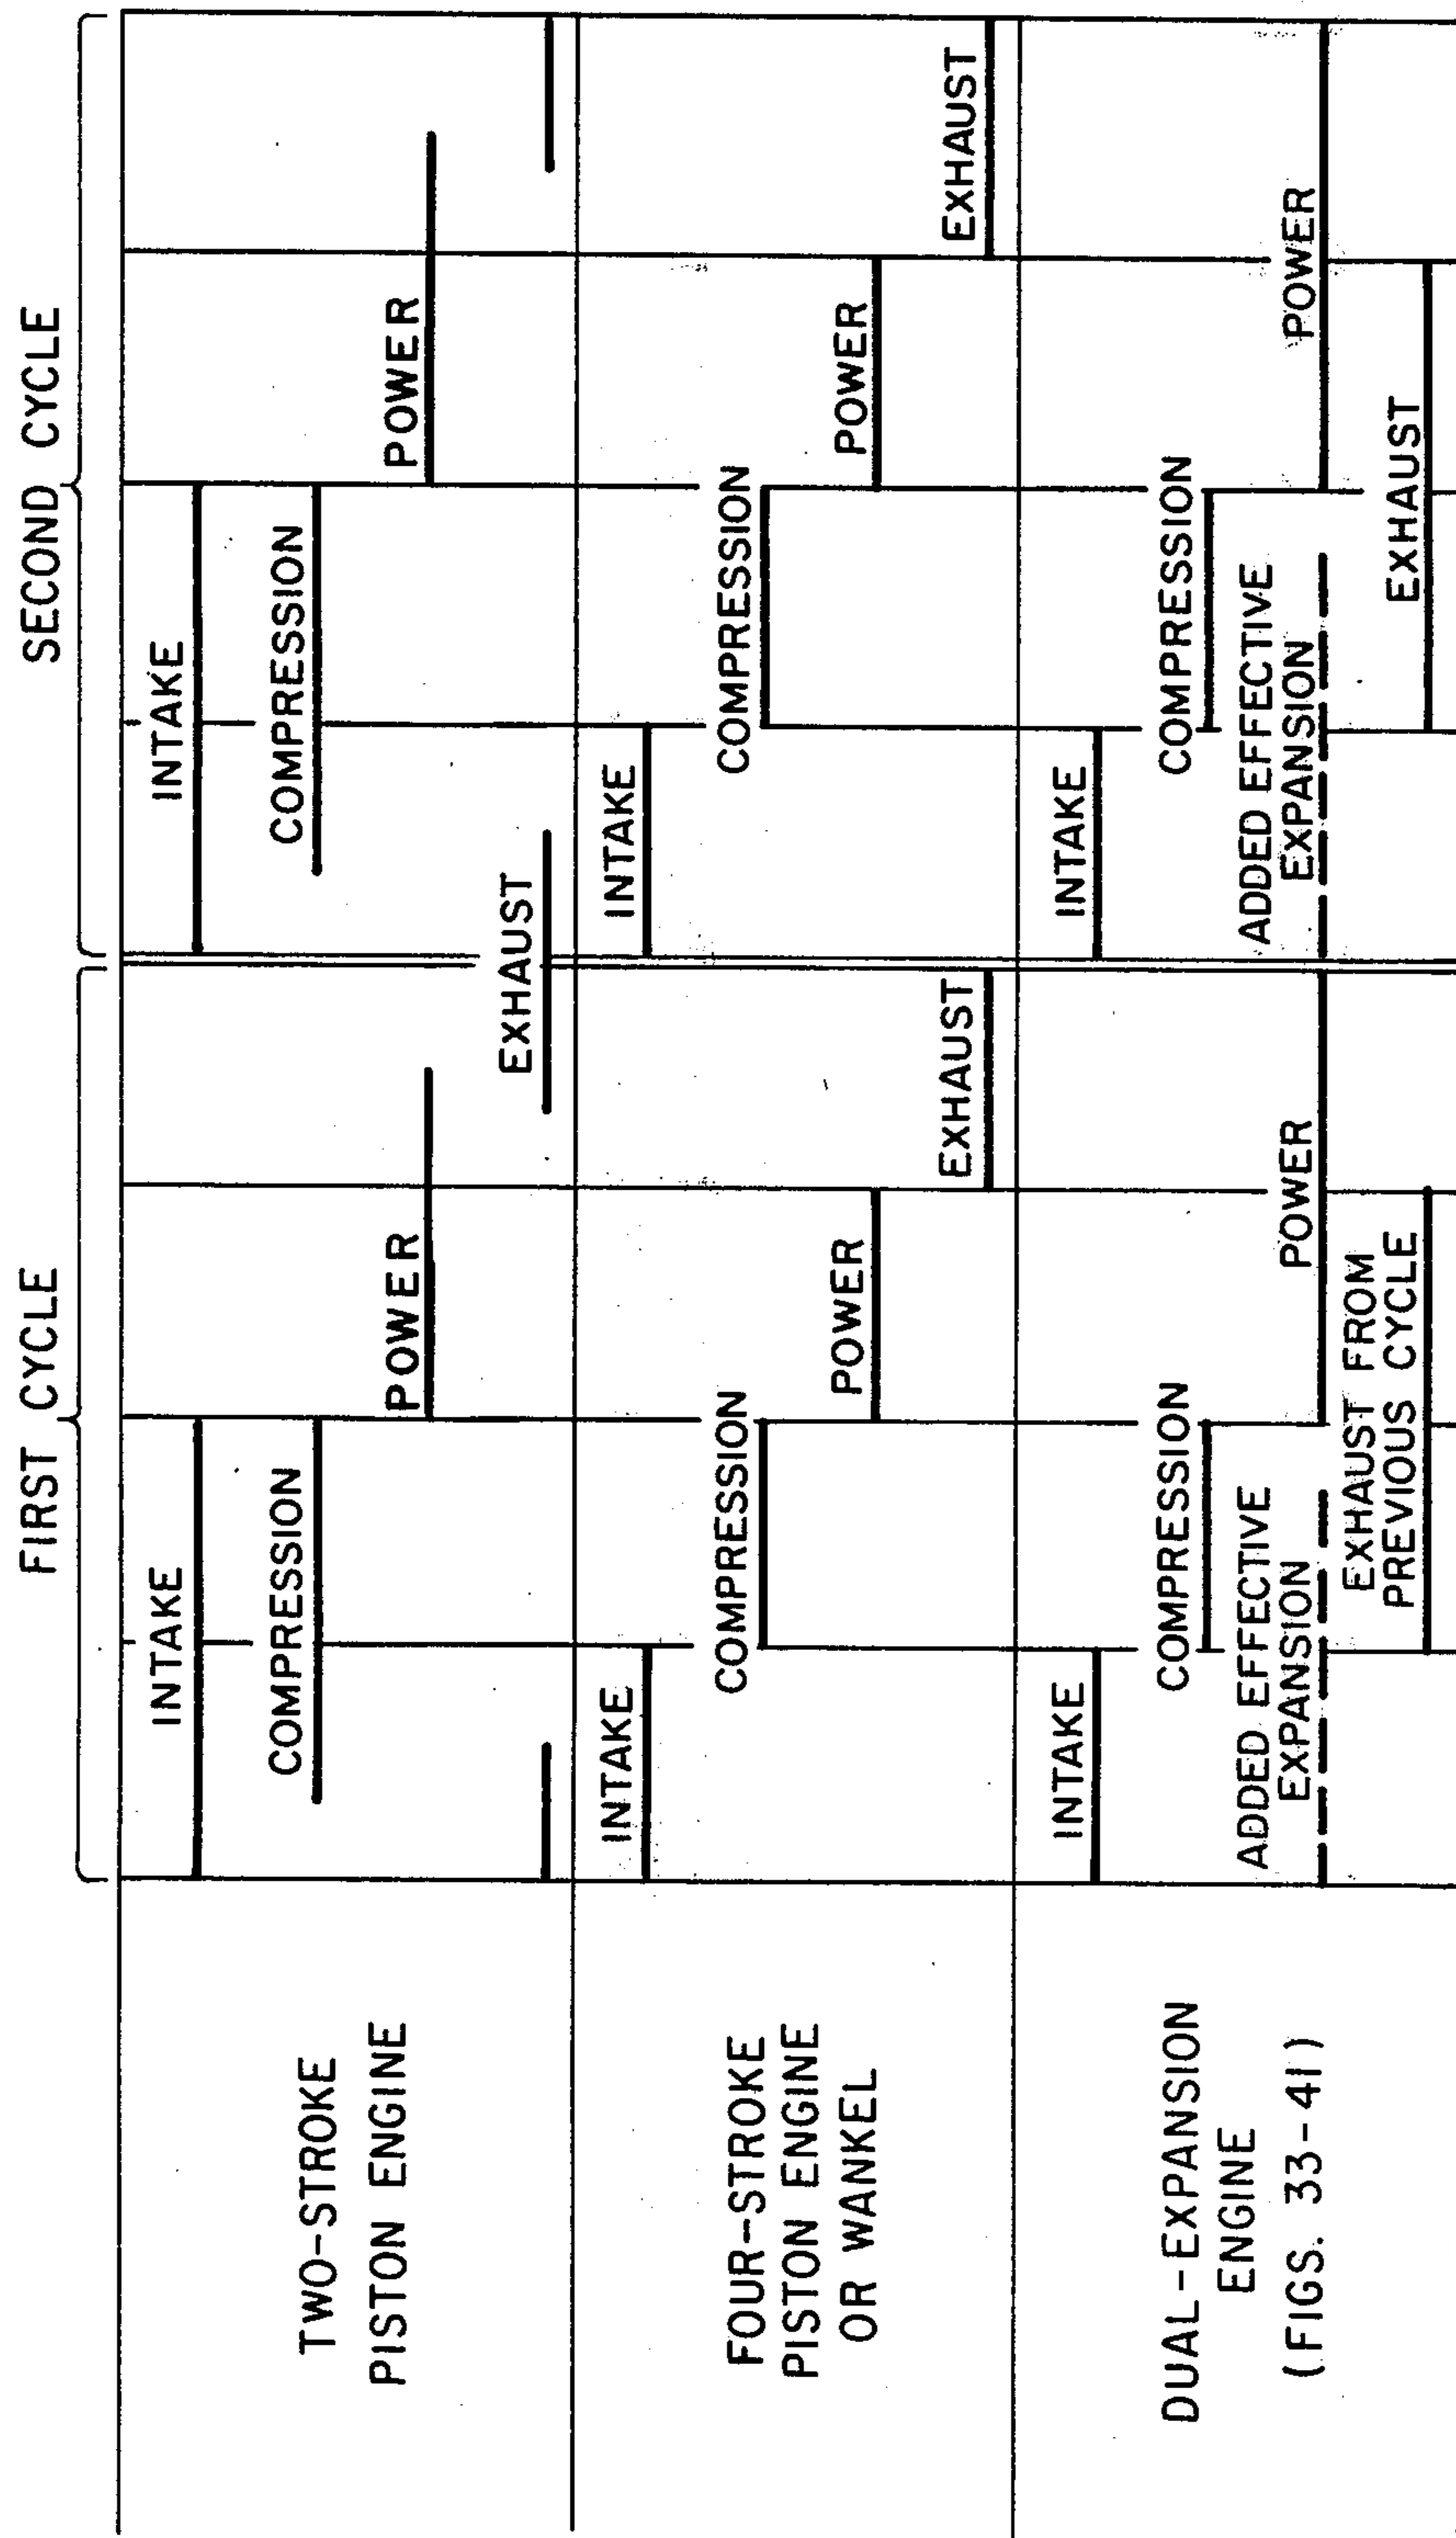 FIRST CYCLE
SECOND CYCLE
TWO-STROKE
PISTON ENGINE
INTAKE
COMPRESSION
POWER
EXHAUST
INTAKE
COMPRESSION
POWER
FOUR-STROKE
PISTON ENGINE
OR WANKEL
INTAKE
COMPRESSION
POWER
EXHAUST
INTAKE
COMPRESSION
POWER
EXHAUST
DUAL-EXPANSION
ENGINE
(FIGS. 33-41)
INTAKE
COMPRESSION
ADDED EFFECTIVE
EXPANSION
POWER
EXHAUST FROM
PREVIOUS CYCLE
INTAKE
COMPRESSION
ADDED EFFECTIVE
EXPANSION
POWER
EXHAUST